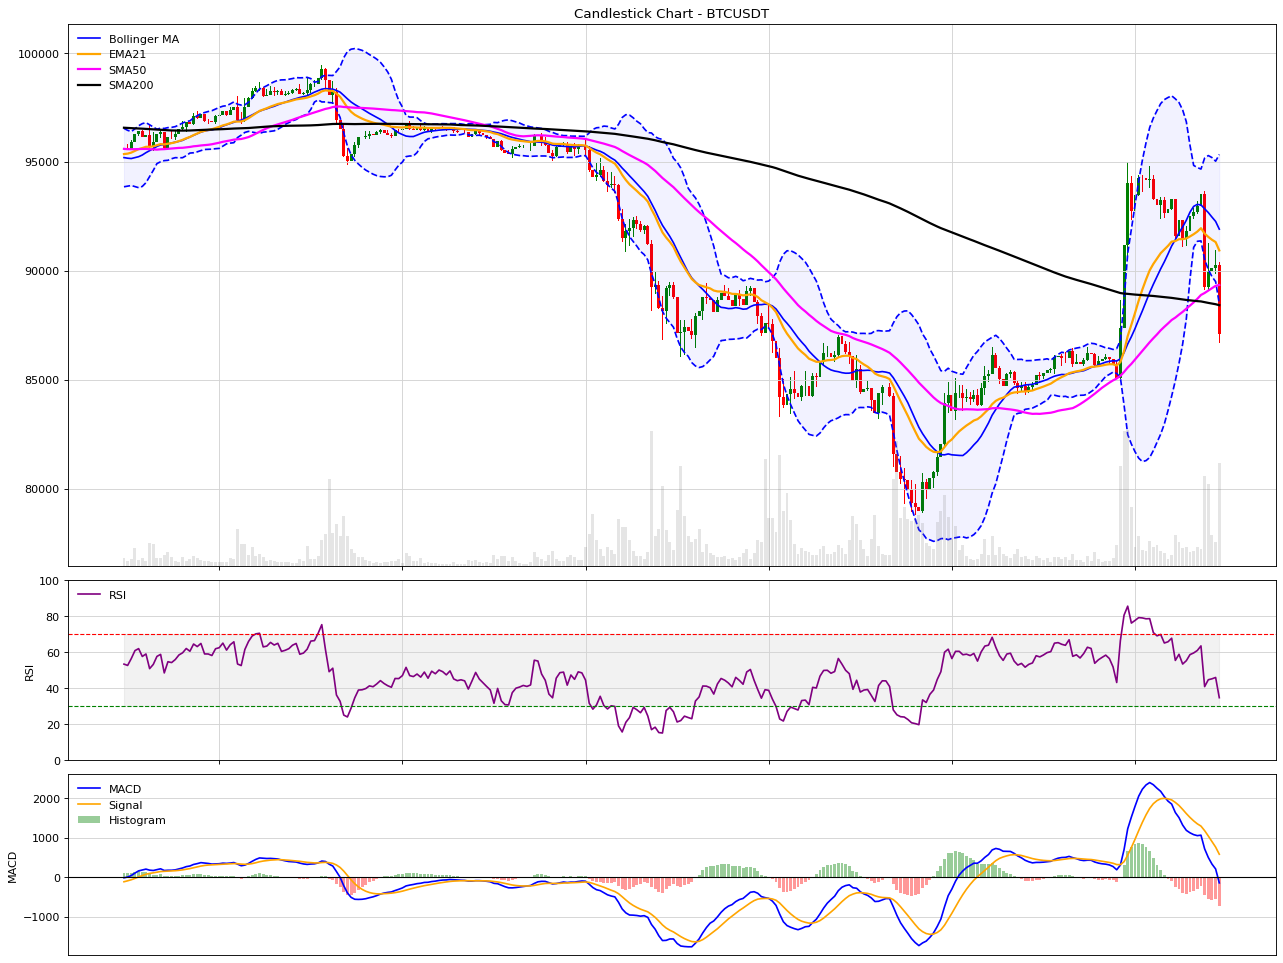 Candlestick Chart - BTCUSDT
Bollinger MA
EMA21
SMA50
SMA200
100000
95000
90000
85000
80000
RSI
100
80
60
40
20
0
RSI
MACD
Signal
Histogram
2000
1000
0
−1000
MACD